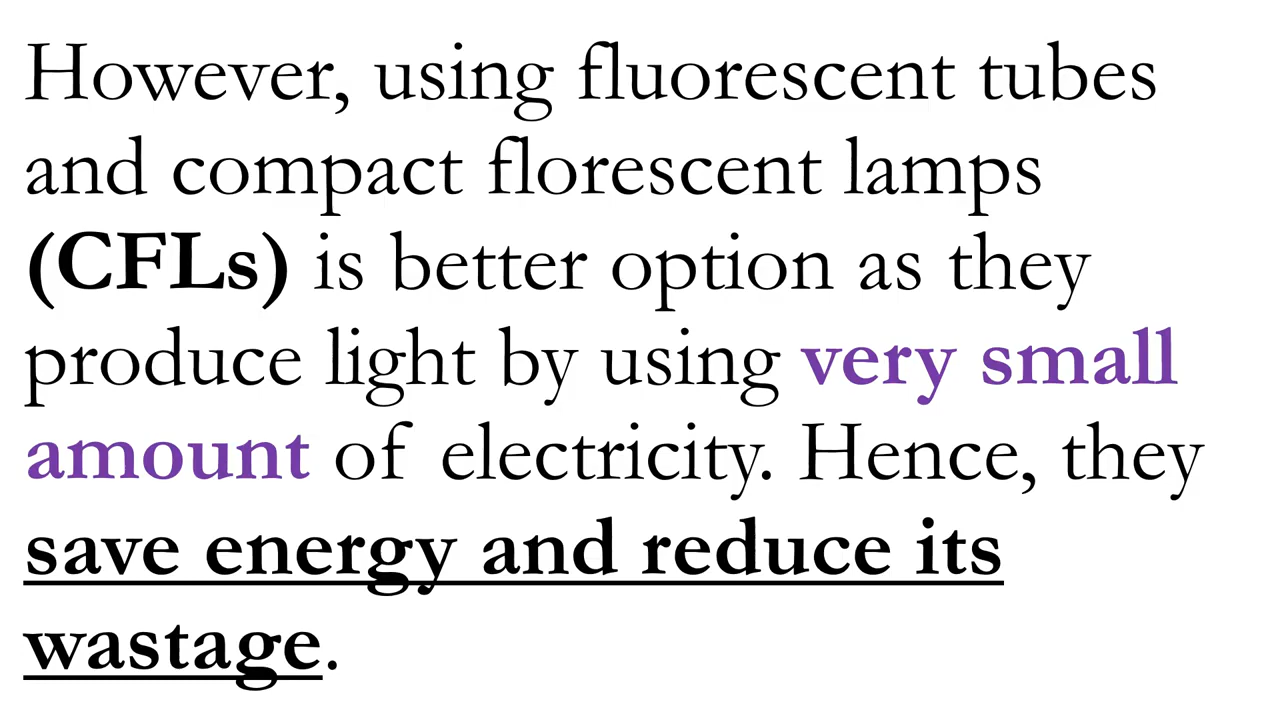 However, using fluorescent tubes
and compact florescent lamps
(CFLs) is better option as they
produce light by using very small
amount of electricity. Hence, they
save energy and reduce its
wastage.